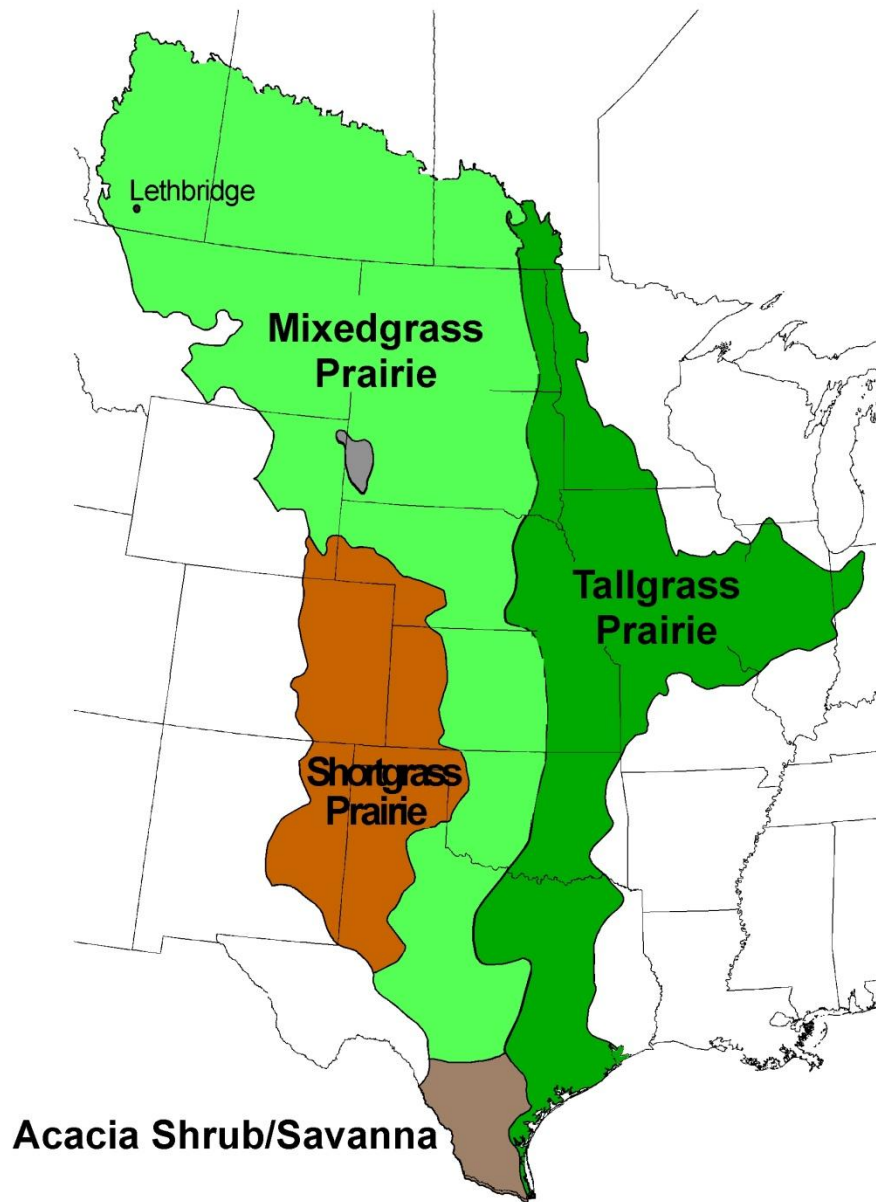 Lethbridge
Mixedgrass
Prairie
Tallgrass
Prairie
Shortgrass
Prairie
Acacia Shrub/Savanna